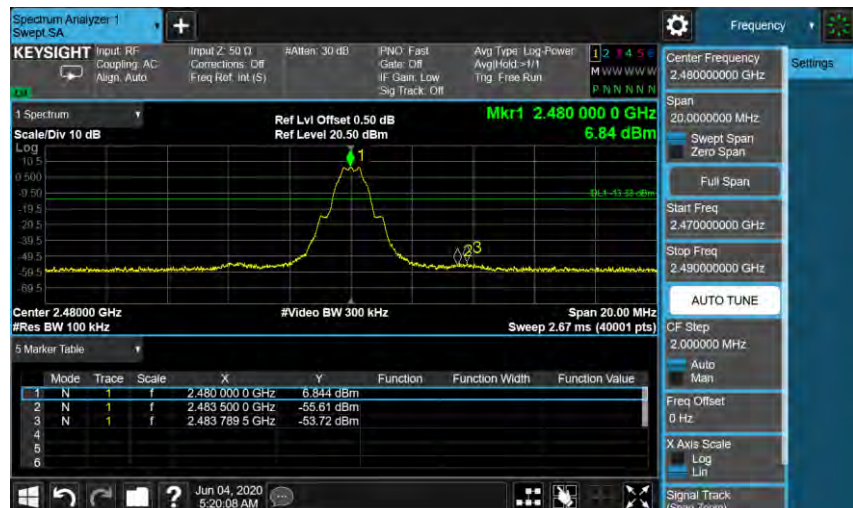 Spectrum Analyzer 1
Swept SA
+
Frequency
KEYSIGHT
Input: RF
Coupling: AC
Align: Auto
Input Z: 50 Ω
Corrections: Off
Freq Ref: Int (S)
#Atten: 30 dB
PNO: Fast
Gate: Off
IF Gain: Low
Sig Track: Off
Avg Type: Log-Power
Avg|Hold:>1/1
Trig: Free Run
1 2 3 4 5 6
M W W W W W
P N N N N N
1 Spectrum
Scale/Div 10 dB
Log
Ref Lvl Offset 0.50 dB
Ref Level 20.50 dBm
Mkr1 2.480 000 0 GHz
6.84 dBm
1
10.5
0.500
-9.50
DL1 -13.33 dBm
-19.5
-29.5
-39.5
-49.5
2 3
-59.5
-69.5
Center 2.48000 GHz
#Res BW 100 kHz
#Video BW 300 kHz
Span 20.00 MHz
Sweep 2.67 ms (40001 pts)
5 Marker Table
Mode Trace Scale X Y Function Function Width Function Value
1 N 1 f 2.480 000 0 GHz 6.844 dBm
2 N 1 f 2.483 500 0 GHz -55.61 dBm
3 N 1 f 2.483 789 5 GHz -53.72 dBm
4
5
6
?
Jun 04, 2020
5:20:08 AM
Settings
Center Frequency
2.480000000 GHz
Span
20.0000000 MHz
Swept Span
Zero Span
Full Span
Start Freq
2.470000000 GHz
Stop Freq
2.490000000 GHz
AUTO TUNE
CF Step
2.000000 MHz
Auto
Man
Freq Offset
0 Hz
X Axis Scale
Log
Lin
Signal Track
(Span Zoom)